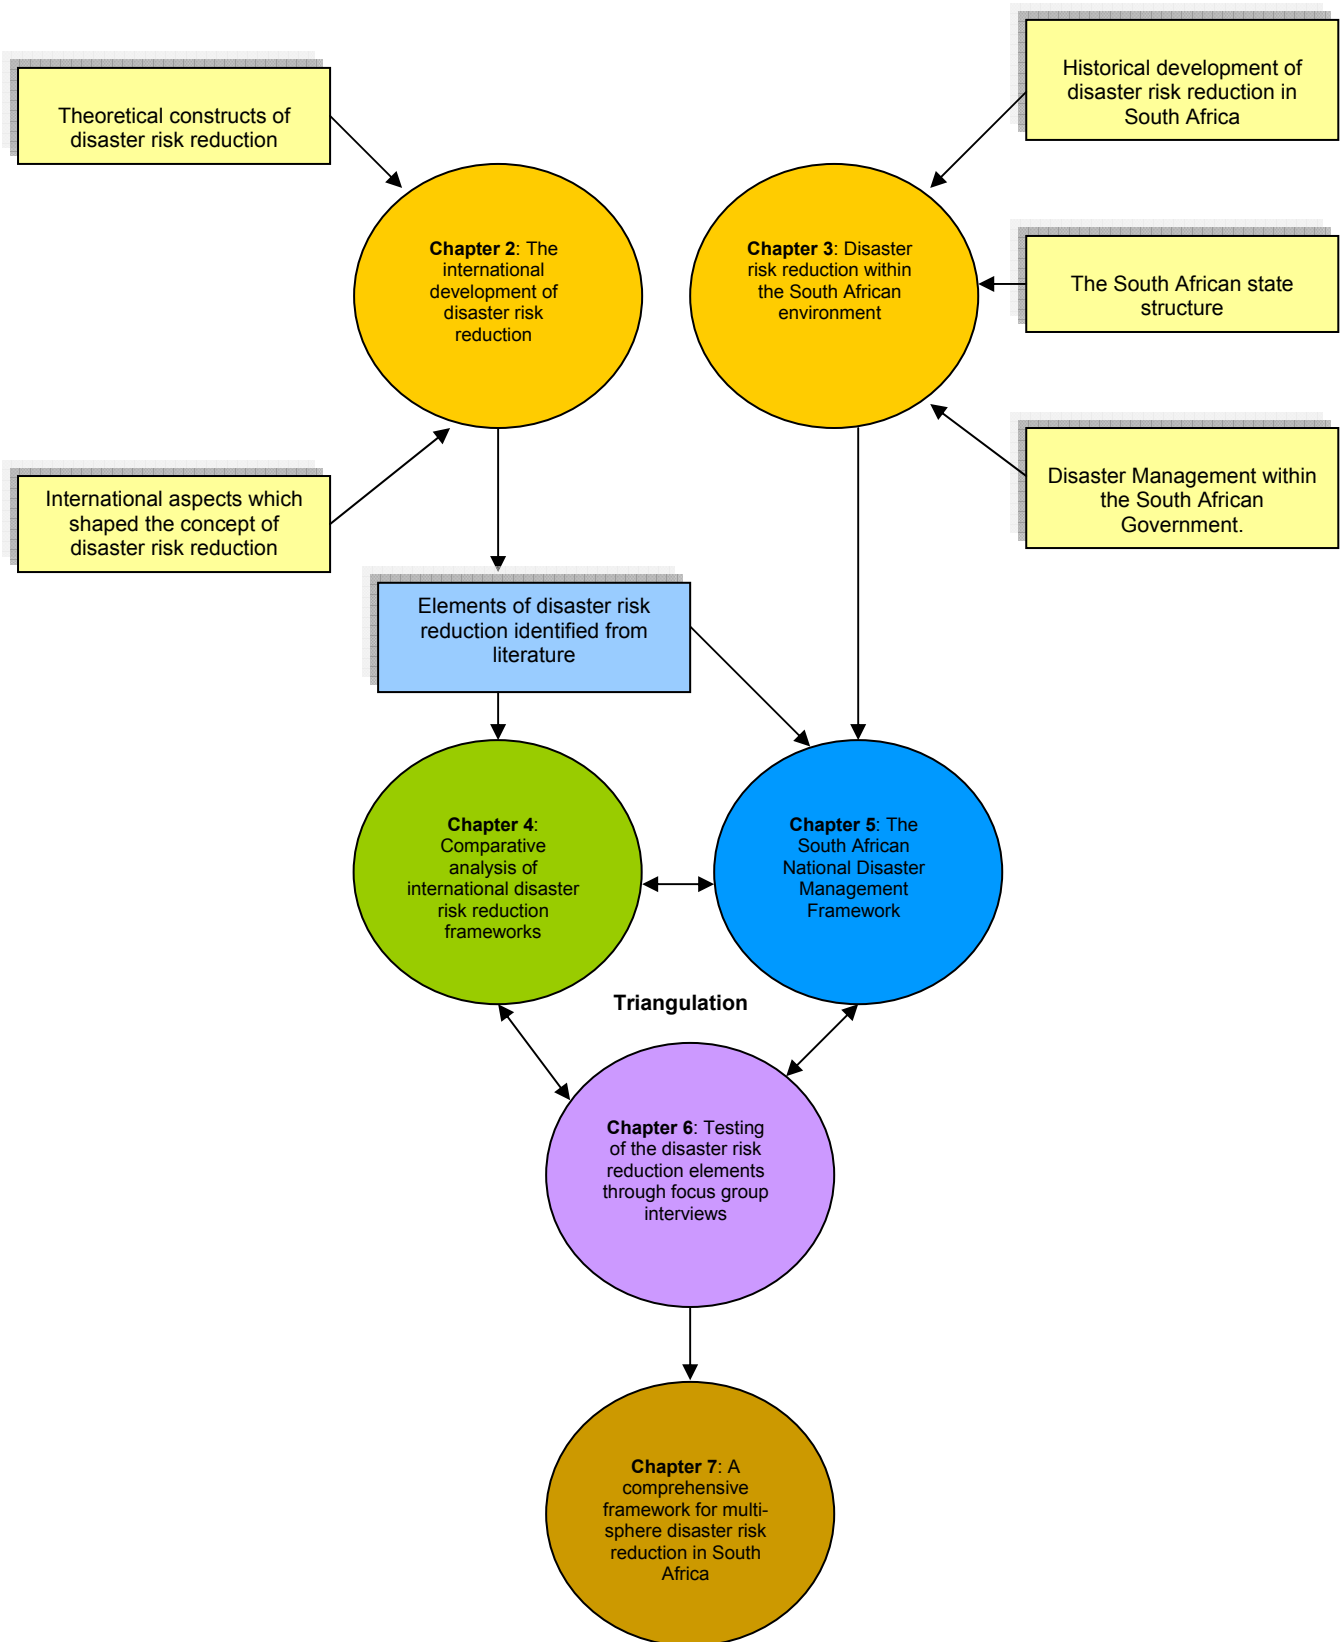 Theoretical constructs of
disaster risk reduction
Historical development of
disaster risk reduction in
South Africa
Chapter 2: The
international
development of
disaster risk
reduction
Chapter 3: Disaster
risk reduction within
the South African
environment
The South African state
structure
International aspects which
shaped the concept of
disaster risk reduction
Disaster Management within
the South African
Government.
Elements of disaster risk
reduction identified from
literature
Chapter 4:
Comparative
analysis of
international disaster
risk reduction
frameworks
Chapter 5: The
South African
National Disaster
Management
Framework
Triangulation
Chapter 6: Testing
of the disaster risk
reduction elements
through focus group
interviews
Chapter 7: A
comprehensive
framework for multi-
sphere disaster risk
reduction in South
Africa